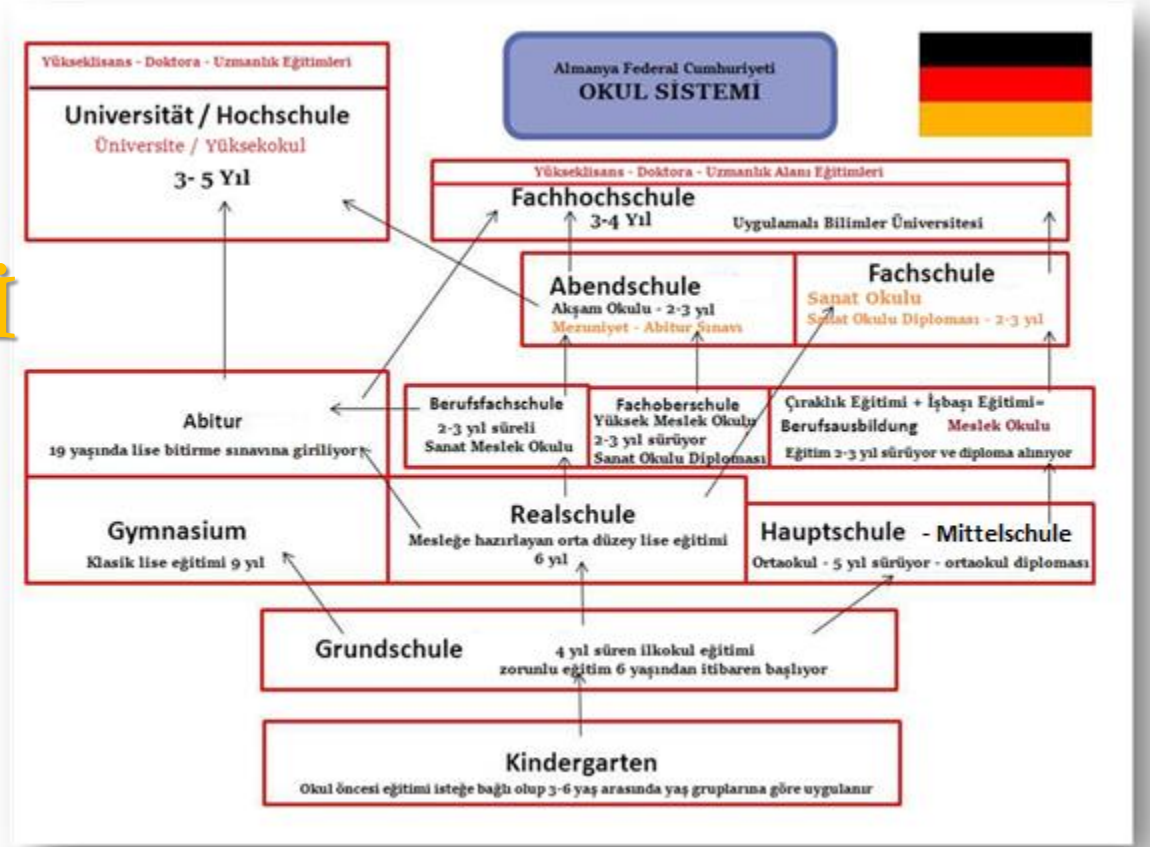 Yükseklisans - Doktora - Uzmanlık Eğitimleri
Universität / Hochschule
Üniversite / Yüksekokul
3- 5 Yıl
Almanya Federal Cumhuriyeti
OKUL SİSTEMİ
Yükseklisans - Doktora - Uzmanlık Alanı Eğitimleri
Fachhochschule
3-4 Yıl
Uygulamalı Bilimler Üniversitesi
İ
Abendschule
Akşam Okulu - 2-3 yıl
Mezuniyet - Abitur Sınavı
Fachschule
Sanat Okulu
Sanat Okulu Diploması - 2-3 yıl
Abitur
19 yaşında lise bitirme sınavına giriliyor
Berufsfachschule
2-3 yıl süreli
Sanat Meslek Okulu
Fachoberschule
Yüksek Meslek Okulu
2-3 yıl sürüyor
Sanat Okulu Diploması
Çıraklık Eğitimi + İşbaşı Eğitimi=
Berufsausbildung Meslek Okulu
Eğitim 2-3 yıl sürüyor ve diploma alınıyor
Gymnasium
Klasik lise eğitimi 9 yıl
Realschule
Mesleğe hazırlayan orta düzey lise eğitimi
6 yıl
Hauptschule - Mittelschule
Ortaokul - 5 yıl sürüyor - ortaokul diploması
Grundschule
4 yıl süren ilkokul eğitimi
zorunlu eğitim 6 yaşından itibaren başlıyor
Kindergarten
Okul öncesi eğitimi isteğe bağlı olup 3-6 yaş arasında yaş gruplarına göre uygulanır